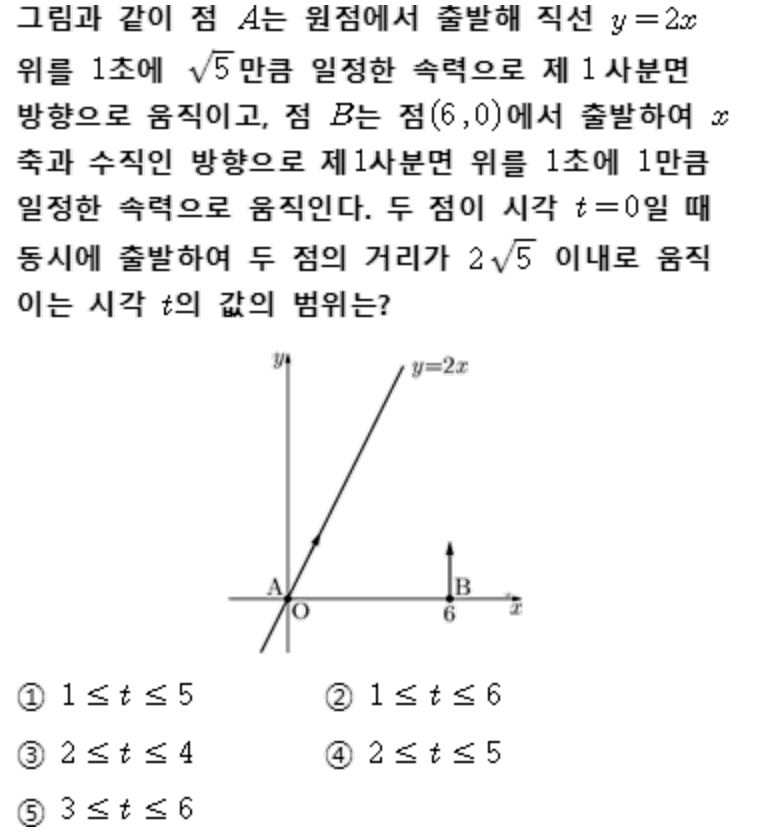 그림과 같이 점 A는 원점에서 출발해 직선 y=2x
위를 1초에 √5만큼 일정한 속력으로 제 1 사분면
방향으로 움직이고, 점 B는 점(6,0)에서 출발하여 x
축과 수직인 방향으로 제1사분면 위를 1초에 1만큼
일정한 속력으로 움직인다. 두 점이 시각 t=0일 때
동시에 출발하여 두 점의 거리가 2√5 이내로 움직
이는 시각 t의 값의 범위는?
y
y=2x
A
B
O
6
x
① 1≤t≤5 ② 1≤t≤6
③ 2≤t≤4 ④ 2≤t≤5
⑤ 3≤t≤6